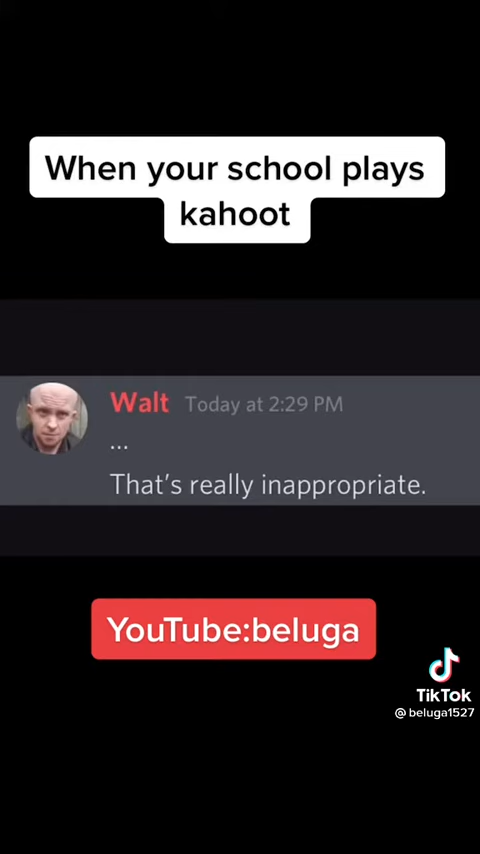 When your school plays
kahoot
Walt Today at 2:29 PM
...
That's really inappropriate.
YouTube:beluga
TikTok
@beluga1527